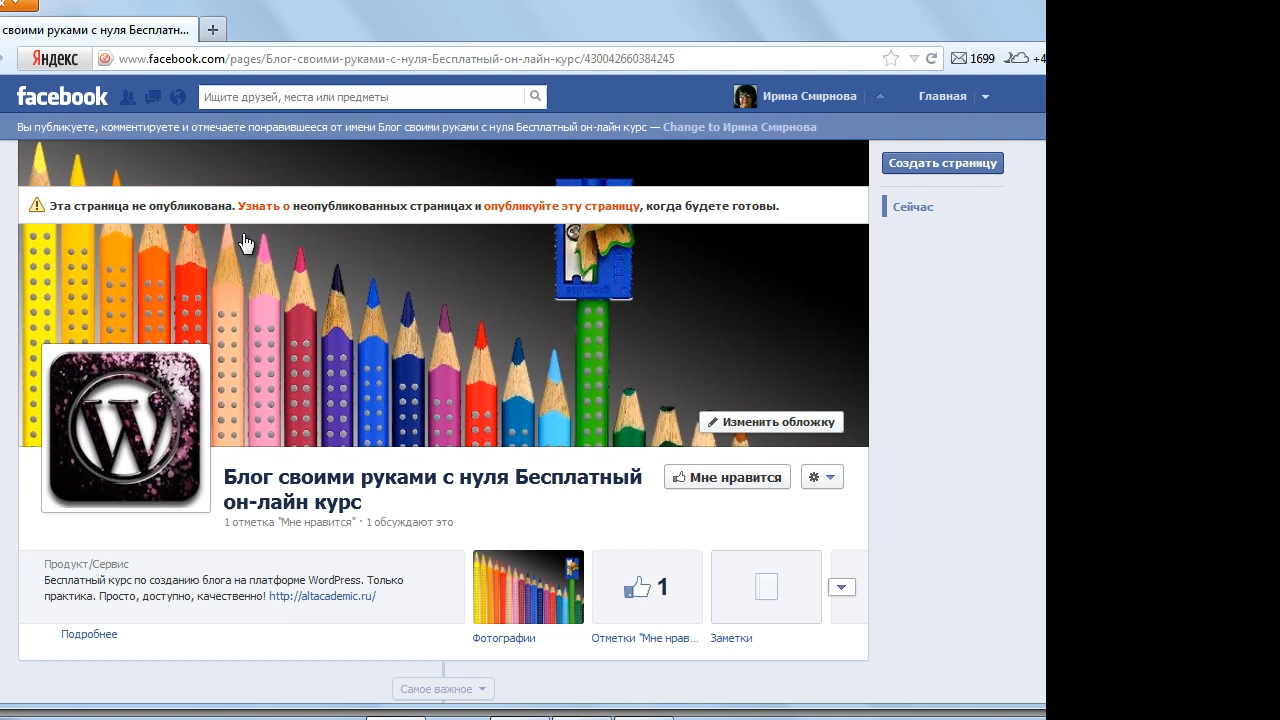 своими руками с нуля Бесплатн...
Яндекс
www.facebook.com/pages/Блог-своими-руками-с-нуля-Бесплатный-он-лайн-курс/430042660384245
1699
+4
facebook
Ищите друзей, места или предметы
Ирина Смирнова
Главная
Вы публикуете, комментируете и отмечаете понравившееся от имени Блог своими руками с нуля Бесплатный он-лайн курс — Change to Ирина Смирнова
Создать страницу
Эта страница не опубликована. Узнать о неопубликованных страницах и опубликуйте эту страницу, когда будете готовы.
Сейчас
Изменить обложку
Блог своими руками с нуля Бесплатный
он-лайн курс
Мне нравится
1 отметка "Мне нравится" · 1 обсуждают это
Продукт/Сервис
Бесплатный курс по созданию блога на платформе WordPress. Только
практика. Просто, доступно, качественно! http://altacademic.ru/
1
Подробнее
Фотографии
Отметки "Мне нрав...
Заметки
Самое важное